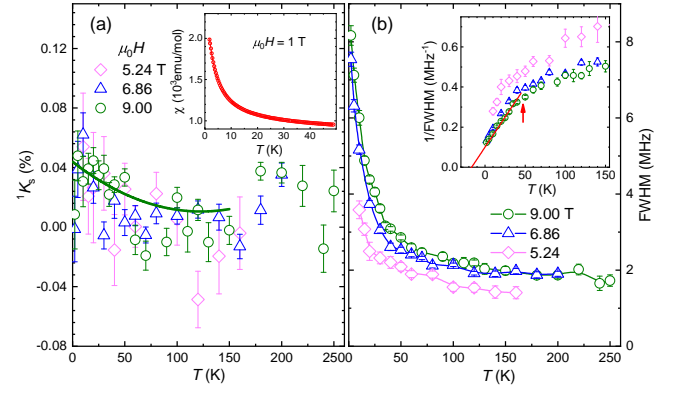 (a)
μ₀H
5.24 T
6.86
9.00
0.12
0.08
0.04
0.00
-0.04
-0.08
¹Kₛ (%)
0 50 100 150 200 250
T (K)
μ₀H = 1 T
2.0
1.5
1.0
χ (10⁻³emu/mol)
0 20 40
T (K)
(b)
0.6
0.4
0.2
0.0
1/FWHM (MHz⁻¹)
0 50 100 150
T (K)
9.00 T
6.86
5.24
50 100 150 200 250
T (K)
8
6
4
2
0
FWHM (MHz)